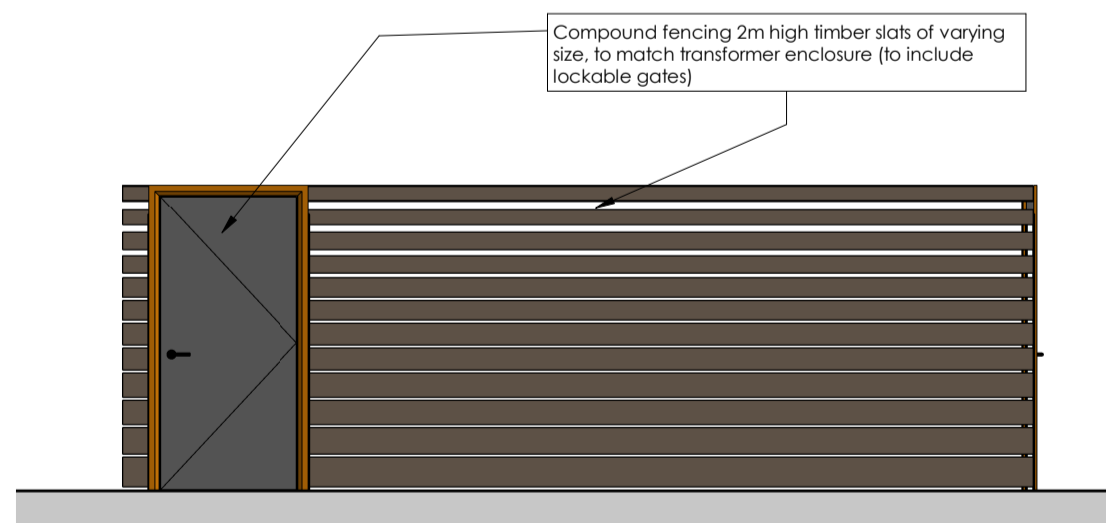 Compound fencing 2m high timber slats of varying
size, to match transformer enclosure (to include
lockable gates)